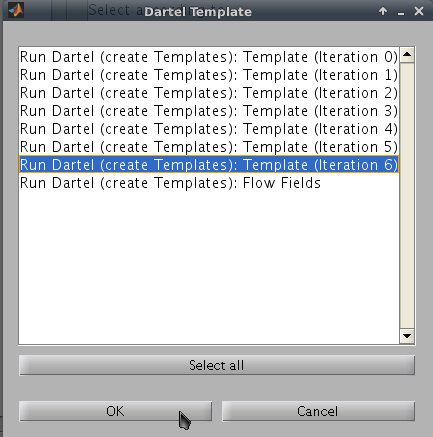 Select a
Dartel Template
Run Dartel (create Templates): Template (Iteration 0)
Run Dartel (create Templates): Template (Iteration 1)
Run Dartel (create Templates): Template (Iteration 2)
Run Dartel (create Templates): Template (Iteration 3)
Run Dartel (create Templates): Template (Iteration 4)
Run Dartel (create Templates): Template (Iteration 5)
Run Dartel (create Templates): Template (Iteration 6)
Run Dartel (create Templates): Flow Fields
Select all
OK
Cancel